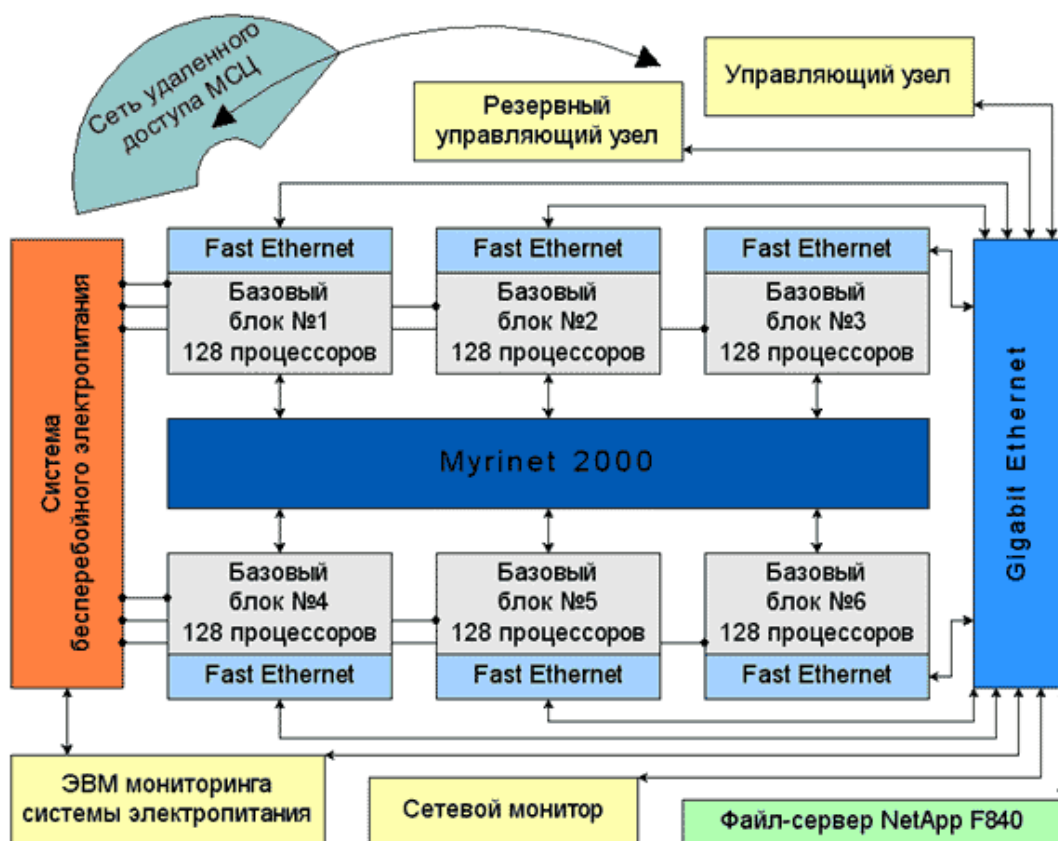 Сеть удаленного
доступа МСЦ
Управляющий узел
Резервный
управляющий узел
Fast Ethernet
Fast Ethernet
Fast Ethernet
Базовый
блок №1
128 процессоров
Базовый
блок №2
128 процессоров
Базовый
блок №3
128 процессоров
Система
бесперебойного электропитания
Myrinet 2000
Gigabit Ethernet
Базовый
блок №4
128 процессоров
Базовый
блок №5
128 процессоров
Базовый
блок №6
128 процессоров
Fast Ethernet
Fast Ethernet
Fast Ethernet
ЭВМ мониторинга
системы электропитания
Сетевой монитор
Файл-сервер NetApp F840